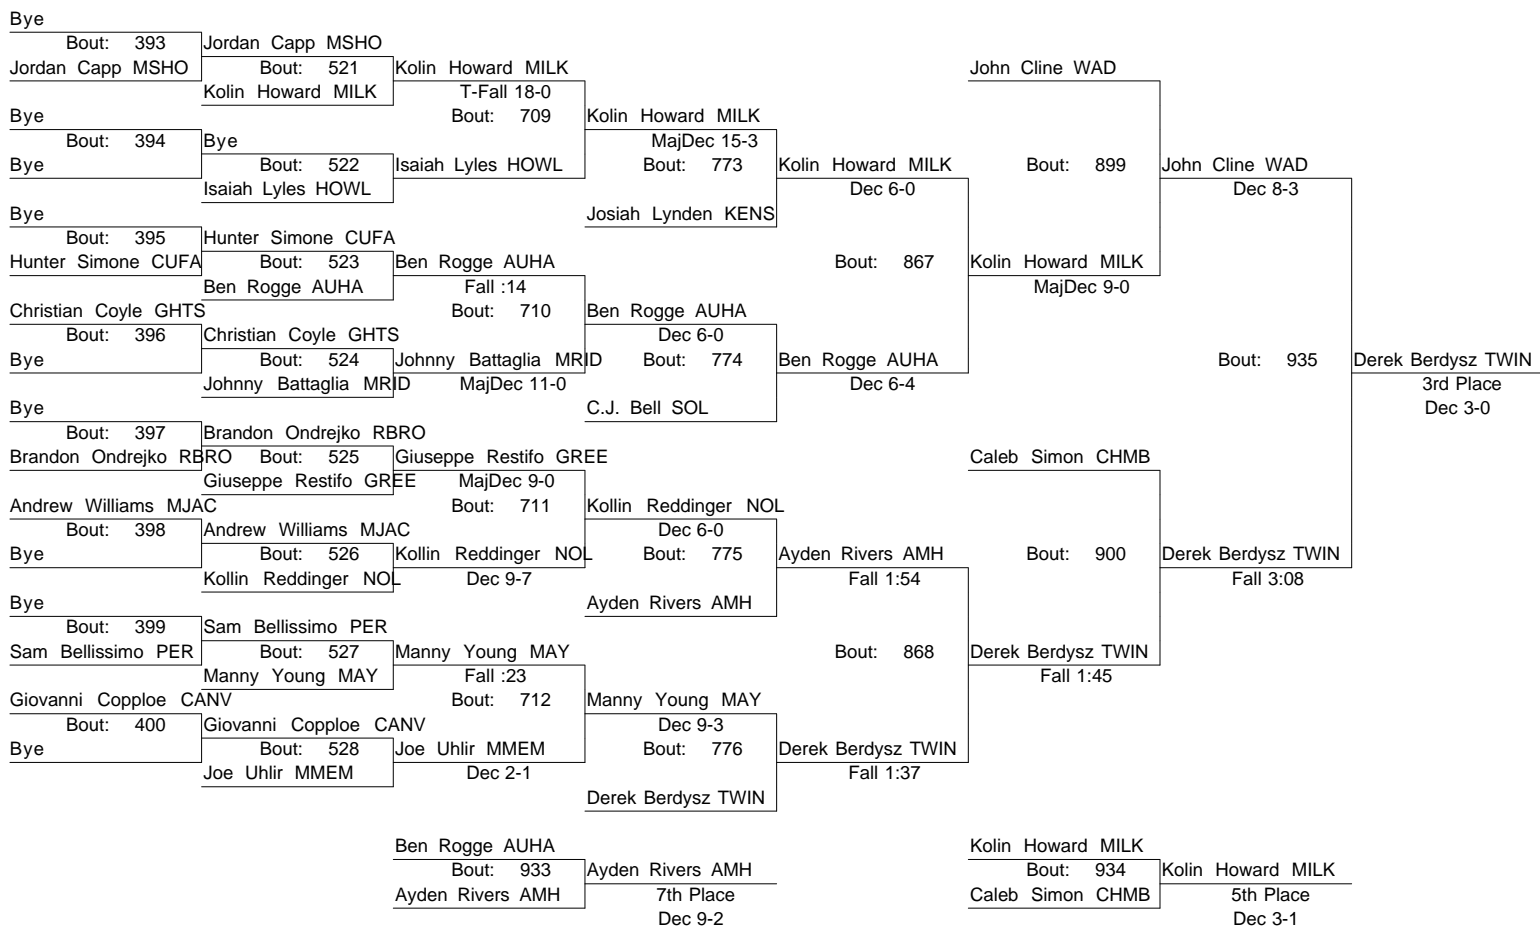 Bye
Bout: 393 Jordan Capp MSHO
Jordan Capp MSHO Bout: 521 Kolin Howard MILK John Cline WAD
Kolin Howard MILK T-Fall 18-0
Bye Bout: 709 Kolin Howard MILK
Bout: 394 Bye MajDec 15-3
Bye Bout: 522 Isaiah Lyles HOWL Bout: 773 Kolin Howard MILK Bout: 899 John Cline WAD
Isaiah Lyles HOWL Dec 6-0 Dec 8-3
Bye Josiah Lynden KENS
Bout: 395 Hunter Simone CUFA
Hunter Simone CUFA Bout: 523 Ben Rogge AUHA Bout: 867 Kolin Howard MILK
Ben Rogge AUHA Fall :14 MajDec 9-0
Christian Coyle GHTS Bout: 710 Ben Rogge AUHA
Bout: 396 Christian Coyle GHTS Dec 6-0
Bye Bout: 524 Johnny Battaglia MRID Bout: 774 Ben Rogge AUHA Bout: 935 Derek Berdysz TWIN
Johnny Battaglia MRID MajDec 11-0 Dec 6-4 3rd Place
Bye C.J. Bell SOL Dec 3-0
Bout: 397 Brandon Ondrejko RBRO
Brandon Ondrejko RBRO Bout: 525 Giuseppe Restifo GREE Caleb Simon CHMB
Giuseppe Restifo GREE MajDec 9-0
Andrew Williams MJAC Bout: 711 Kollin Reddinger NOL
Bout: 398 Andrew Williams MJAC Dec 6-0
Bye Bout: 526 Kollin Reddinger NOL Bout: 775 Ayden Rivers AMH Bout: 900 Derek Berdysz TWIN
Kollin Reddinger NOL Dec 9-7 Fall 1:54 Fall 3:08
Bye Ayden Rivers AMH
Bout: 399 Sam Bellissimo PER
Sam Bellissimo PER Bout: 527 Manny Young MAY Bout: 868 Derek Berdysz TWIN
Manny Young MAY Fall :23 Fall 1:45
Giovanni Copploe CANV Bout: 712 Manny Young MAY
Bout: 400 Giovanni Copploe CANV Dec 9-3
Bye Bout: 528 Joe Uhlir MMEM Bout: 776 Derek Berdysz TWIN
Joe Uhlir MMEM Dec 2-1 Fall 1:37
Derek Berdysz TWIN
Ben Rogge AUHA Kolin Howard MILK
Bout: 933 Ayden Rivers AMH Bout: 934 Kolin Howard MILK
Ayden Rivers AMH 7th Place Caleb Simon CHMB 5th Place
Dec 9-2 Dec 3-1